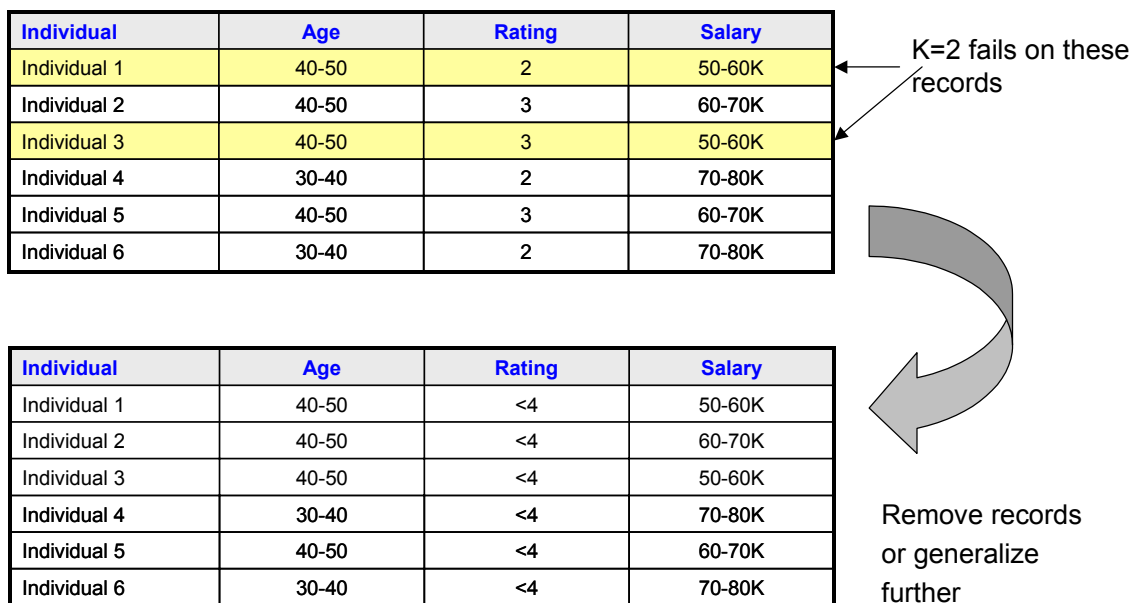 Individual Age Rating Salary
Individual 1 40-50 2 50-60K
Individual 2 40-50 3 60-70K
Individual 3 40-50 3 50-60K
Individual 4 30-40 2 70-80K
Individual 5 40-50 3 60-70K
Individual 6 30-40 2 70-80K
K=2 fails on these
records
Individual Age Rating Salary
Individual 1 40-50 <4 50-60K
Individual 2 40-50 <4 60-70K
Individual 3 40-50 <4 50-60K
Individual 4 30-40 <4 70-80K
Individual 5 40-50 <4 60-70K
Individual 6 30-40 <4 70-80K
Remove records
or generalize
further